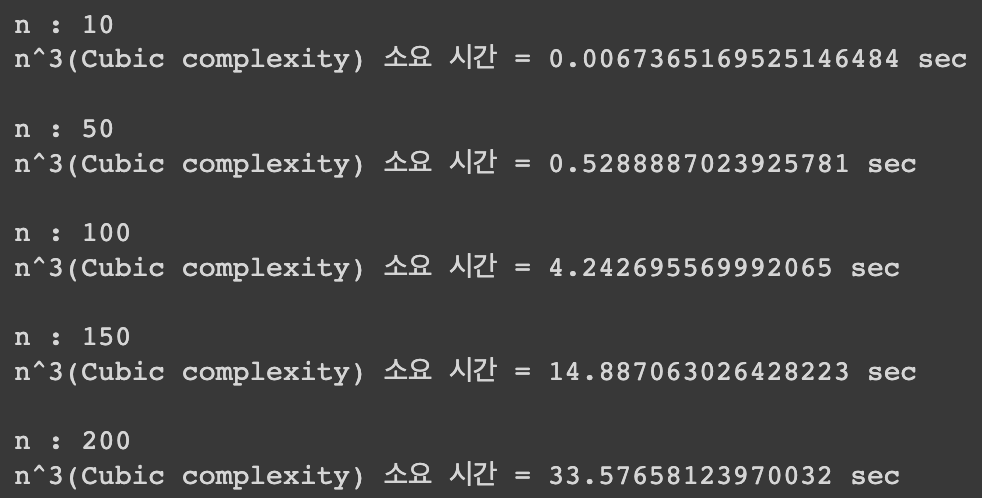 n : 10
n^3(Cubic complexity) 소요 시간 = 0.0067365169525146484 sec
n : 50
n^3(Cubic complexity) 소요 시간 = 0.5288887023925781 sec
n : 100
n^3(Cubic complexity) 소요 시간 = 4.242695569992065 sec
n : 150
n^3(Cubic complexity) 소요 시간 = 14.887063026428223 sec
n : 200
n^3(Cubic complexity) 소요 시간 = 33.57658123970032 sec